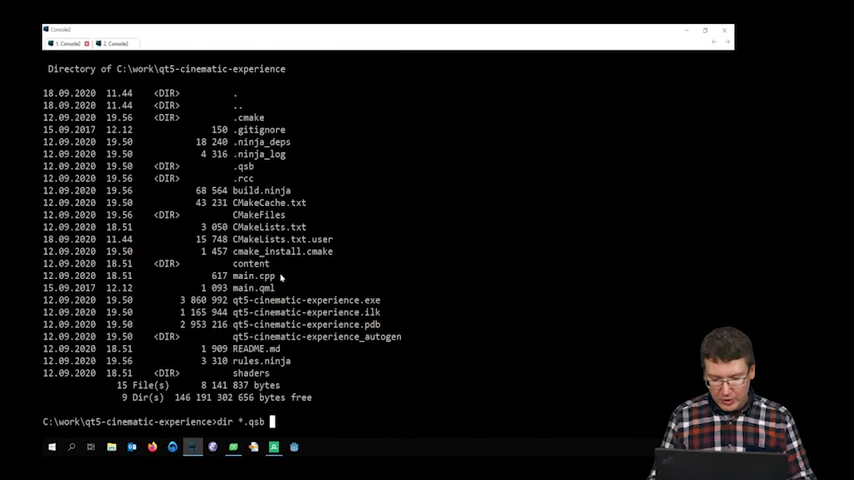 Console2
1. Console2 2. Console2
Directory of C:\work\qt5-cinematic-experience
18.09.2020 11.44 <DIR> .
18.09.2020 11.44 <DIR> ..
12.09.2020 19.56 <DIR> .cmake
15.09.2017 12.12 150 .gitignore
12.09.2020 19.50 18 240 .ninja_deps
12.09.2020 19.50 4 316 .ninja_log
12.09.2020 19.50 <DIR> .qsb
12.09.2020 19.56 <DIR> .rcc
12.09.2020 19.56 68 564 build.ninja
12.09.2020 19.50 43 231 CMakeCache.txt
12.09.2020 19.56 <DIR> CMakeFiles
12.09.2020 18.51 3 050 CMakeLists.txt
18.09.2020 11.44 15 748 CMakeLists.txt.user
12.09.2020 19.50 1 457 cmake_install.cmake
12.09.2020 18.51 <DIR> content
12.09.2020 18.51 617 main.cpp
15.09.2017 12.12 1 093 main.qml
12.09.2020 19.50 3 860 992 qt5-cinematic-experience.exe
12.09.2020 19.50 1 165 944 qt5-cinematic-experience.ilk
12.09.2020 19.50 2 953 216 qt5-cinematic-experience.pdb
12.09.2020 19.50 <DIR> qt5-cinematic-experience_autogen
12.09.2020 18.51 1 909 README.md
12.09.2020 19.56 3 310 rules.ninja
12.09.2020 18.51 <DIR> shaders
15 File(s) 8 141 837 bytes
9 Dir(s) 146 191 302 656 bytes free
C:\work\qt5-cinematic-experience>dir *.qsb